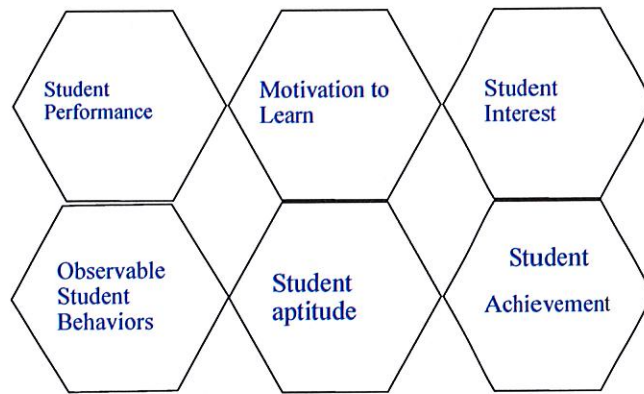 Student
Performance
Motivation to
Learn
Student
Interest
Observable
Student
Behaviors
Student
aptitude
Student
Achievement